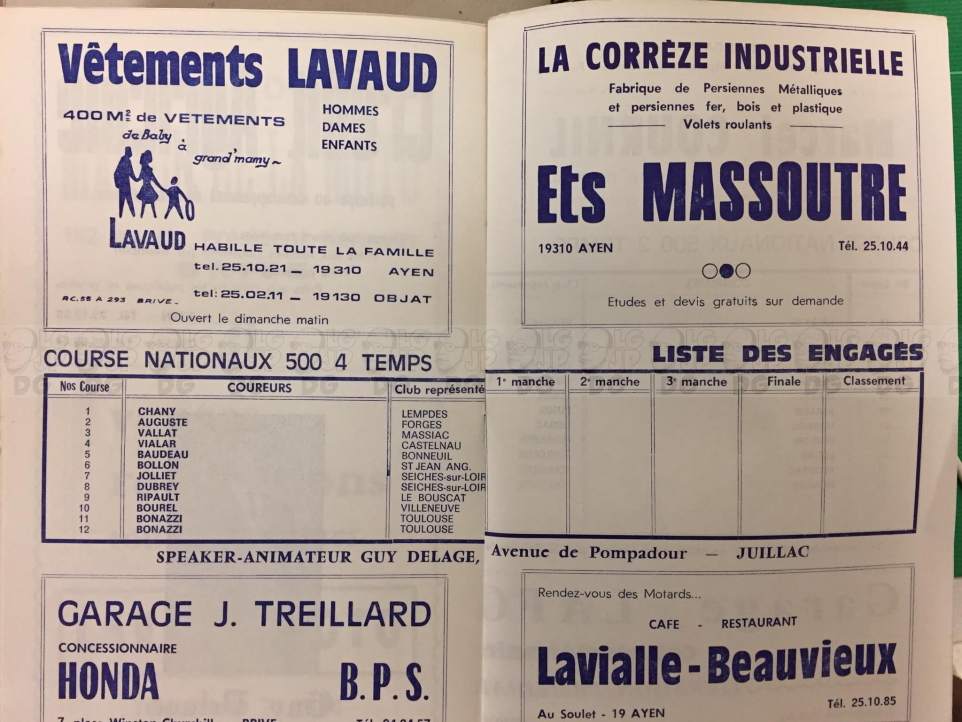 Vêtements LAVAUD
400 M2 de VETEMENTS
HOMMES
DAMES
ENFANTS
de Baby
à
grand'mamy~
LAVAUD HABILLE TOUTE LA FAMILLE
tel. 25.10.21 — 19310 AYEN
RC. 58 A 293 BRIVE - tel: 25.02.11 — 19130 OBJAT
Ouvert le dimanche matin
COURSE NATIONAUX 500 4 TEMPS
Nos Course COUREURS Club représenté
1 CHANY LEMPDES
2 AUGUSTE FORGES
3 VALLAT MASSIAC
4 VIALAR CASTELNAU
5 BAUDEAU BONNEUIL
6 BOLLON ST JEAN ANG.
7 JOLLIET SEICHES-sur-LOIR
8 DUBREY SEICHES-sur-LOIR
9 RIPAULT LE BOUSCAT
10 BOUREL VILLENEUVE
11 BONAZZI TOULOUSE
12 BONAZZI TOULOUSE
SPEAKER-ANIMATEUR GUY DELAGE,
GARAGE J. TREILLARD
CONCESSIONNAIRE
HONDA B.P.S.
LA CORRÈZE INDUSTRIELLE
Fabrique de Persiennes Métalliques
et persiennes fer, bois et plastique
Volets roulants
Ets MASSOUTRE
19310 AYEN Tél. 25.10.44
Etudes et devis gratuits sur demande
LISTE DES ENGAGÉS
1e manche 2e manche 3e manche Finale Classement
Avenue de Pompadour — JUILLAC
Rendez-vous des Motards...
CAFE - RESTAURANT
Lavialle-Beauvieux
Tél. 25.10.85
Au Soulet - 19 AYEN